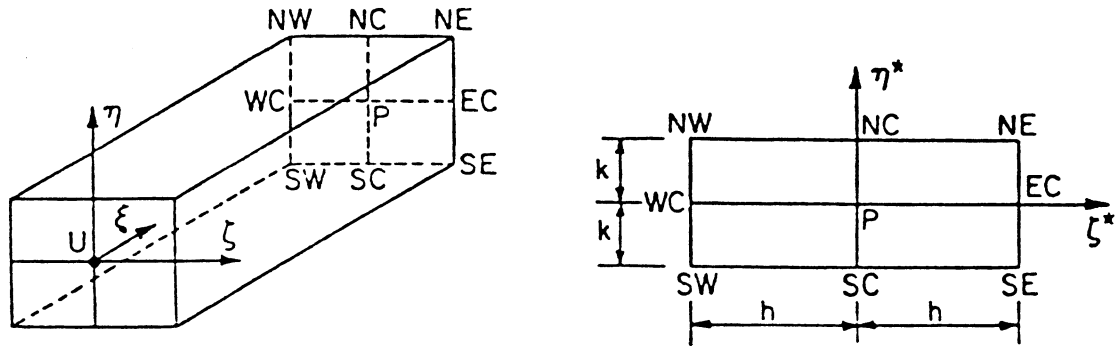 NW NC NE
η
WC P EC
SW SC SE
ξ
U ζ
η*
NW NC NE
k
WC P EC
ζ*
k
SW SC SE
h h